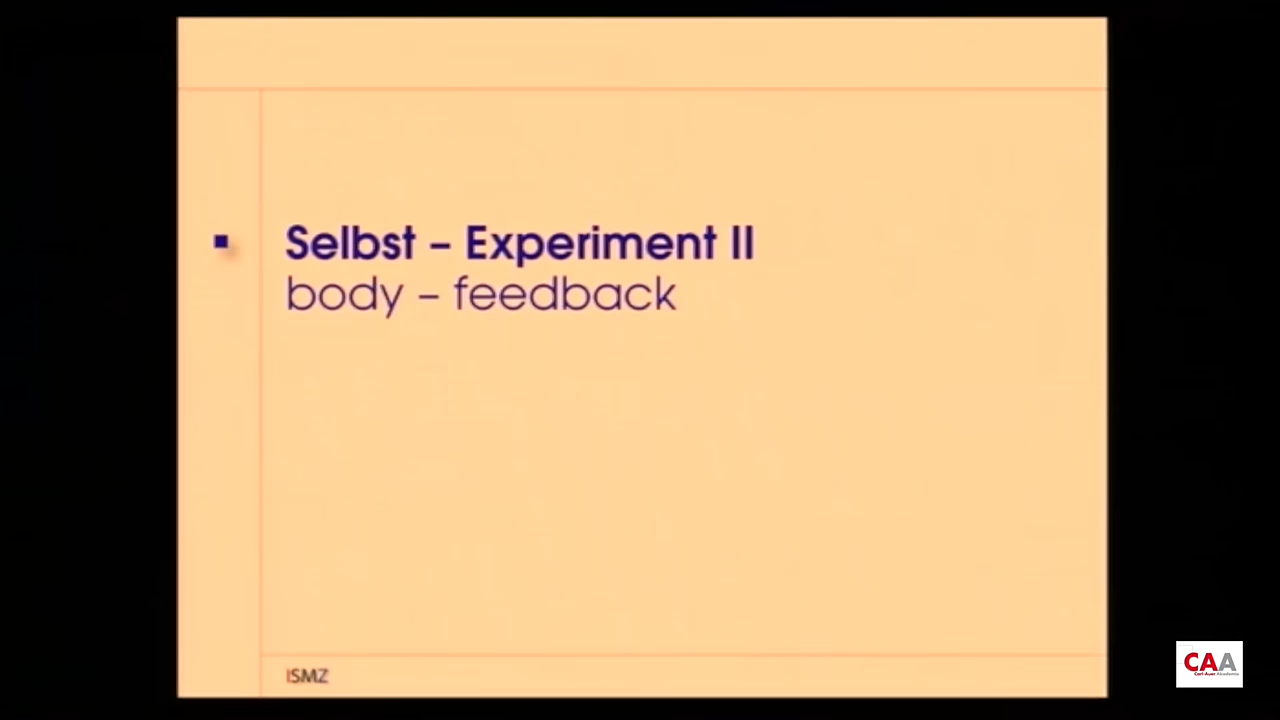 Selbst – Experiment II
body – feedback
ISMZ
CAA
Carl-Auer Akademie